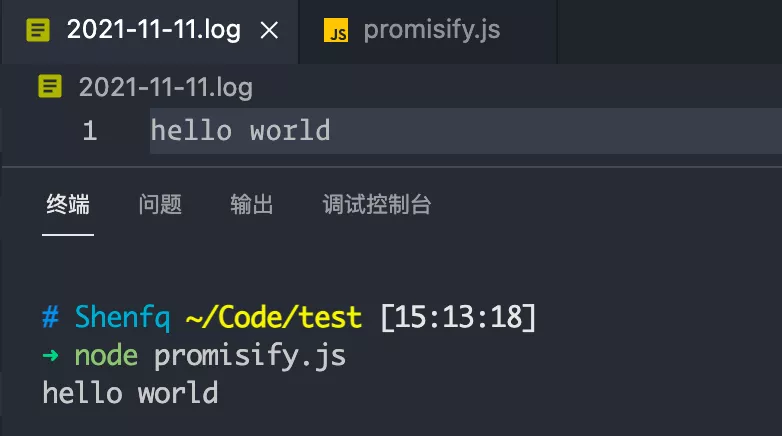 2021-11-11.log × JS promisify.js
2021-11-11.log
1 hello world
终端 问题 输出 调试控制台
# Shenfq ~/Code/test [15:13:18]
➜ node promisify.js
hello world